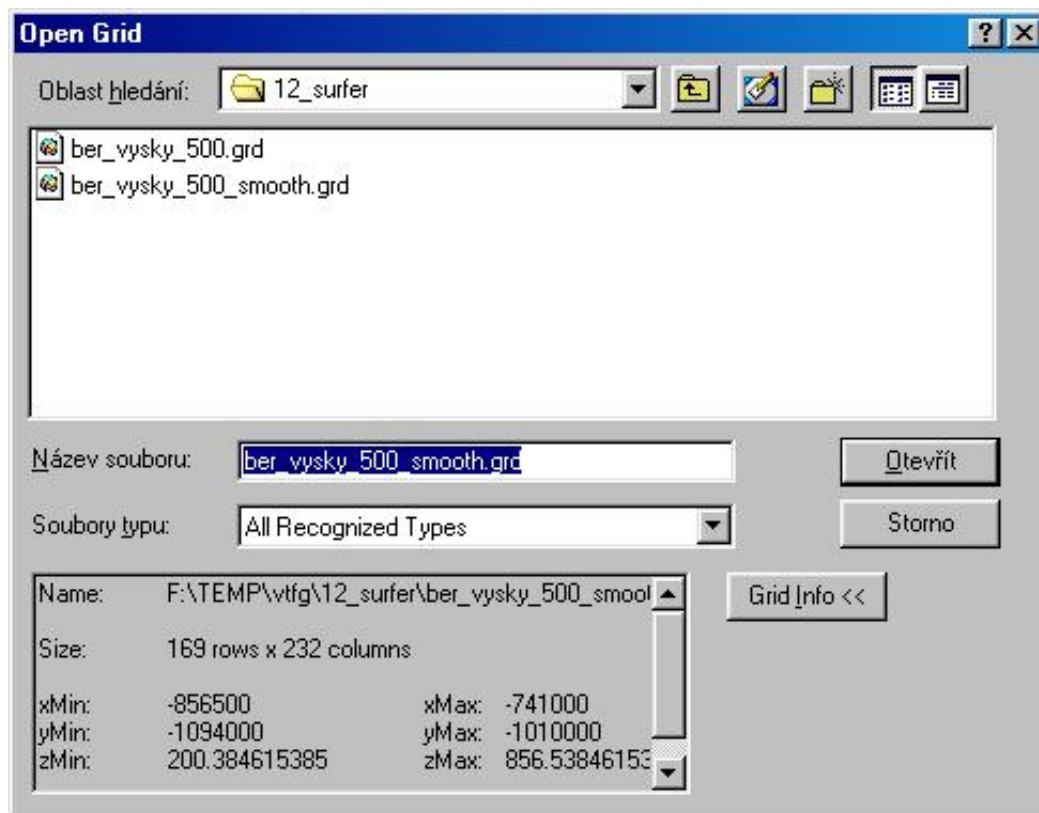 Open Grid
Oblast hledání: 12_surfer
ber_vysky_500.grd
ber_vysky_500_smooth.grd
Název souboru: ber_vysky_500_smooth.grd Otevřít
Soubory typu: All Recognized Types Storno
Name: F:\TEMP\vtfg\12_surfer\ber_vysky_500_smoot Grid Info <<
Size: 169 rows x 232 columns
xMin: -856500 xMax: -741000
yMin: -1094000 yMax: -1010000
zMin: 200.384615385 zMax: 856.53846153